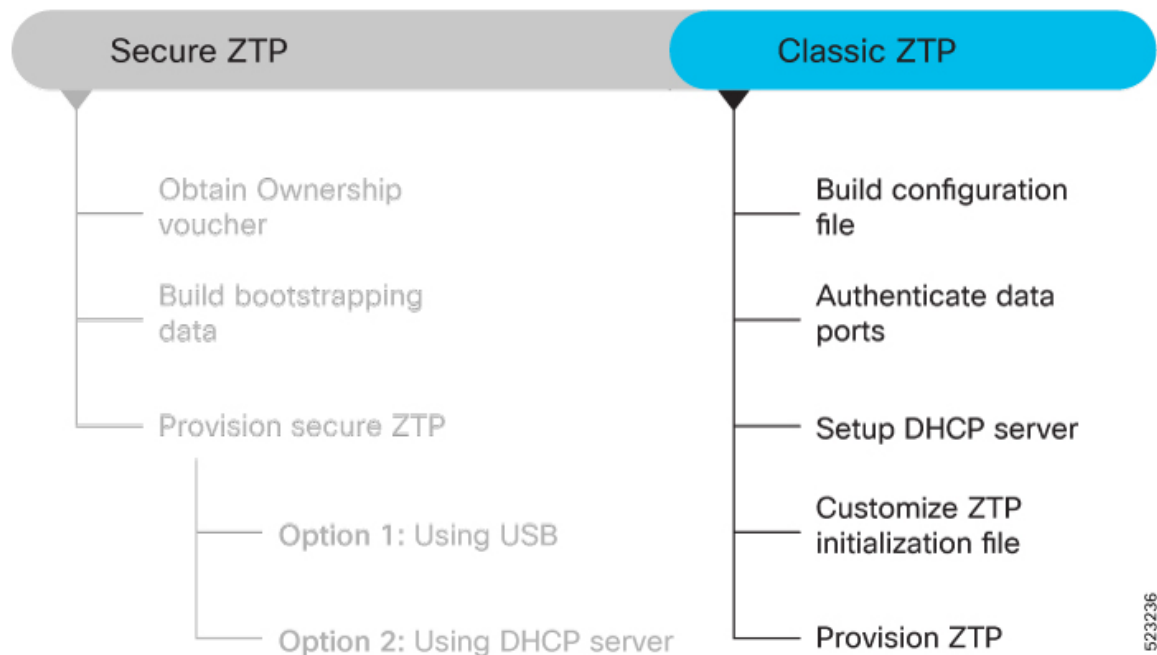 Secure ZTP
Classic ZTP
Obtain Ownership
voucher
Build bootstrapping
data
Provision secure ZTP
Option 1: Using USB
Option 2: Using DHCP server
Build configuration
file
Authenticate data
ports
Setup DHCP server
Customize ZTP
initialization file
Provision ZTP
523236